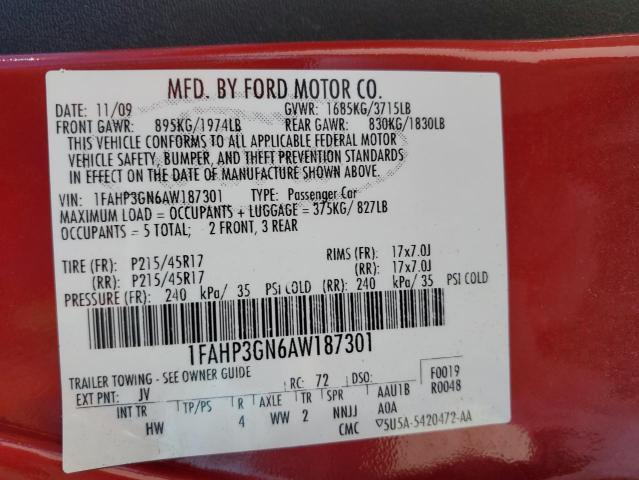 MFD. BY FORD MOTOR CO.
DATE: 11/09 GVWR: 1685KG/3715LB
FRONT GAWR: 895KG/1974LB REAR GAWR: 830KG/1830LB
THIS VEHICLE CONFORMS TO ALL APPLICABLE FEDERAL MOTOR
VEHICLE SAFETY, BUMPER, AND THEFT PREVENTION STANDARDS
IN EFFECT ON THE DATE OF MANUFACTURE SHOWN ABOVE.
VIN: 1FAHP3GN6AW187301 TYPE: Passenger Car
MAXIMUM LOAD = OCCUPANTS + LUGGAGE = 375KG/ 827LB
OCCUPANTS = 5 TOTAL; 2 FRONT, 3 REAR
TIRE (FR): P215/45R17 RIMS (FR): 17x7.0J
(RR): P215/45R17 (RR): 17x7.0J
PRESSURE (FR): 240 kPa/ 35 PSI COLD (RR): 240 kPa/ 35 PSI COLD
1FAHP3GN6AW187301
TRAILER TOWING - SEE OWNER GUIDE
EXT PNT: JV RC: 72 DSO: F0019
INT TR TP/PS R AXLE TR SPR AAU1B R0048
HW 4 WW 2 NNJJ A0A
CMC ▽5U5A-5420472-AA